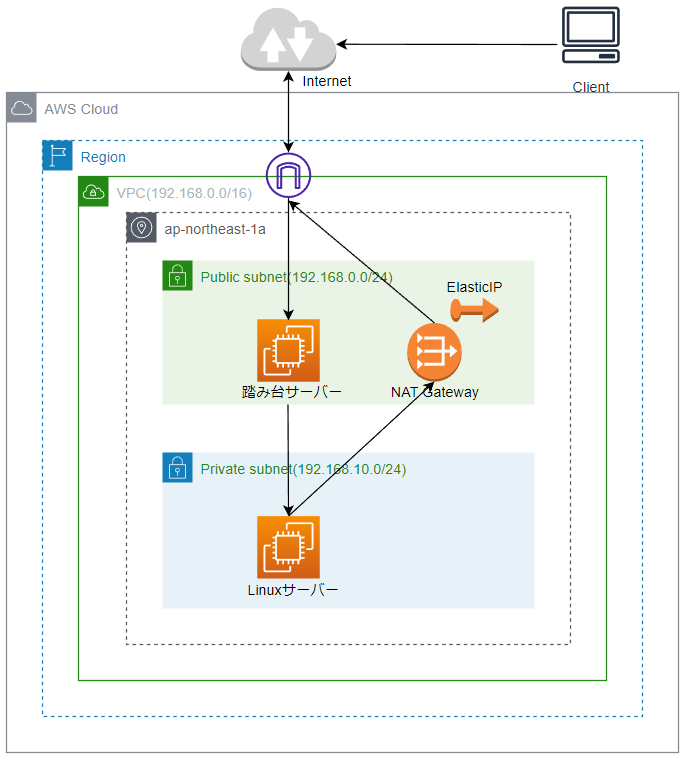 Internet
Client
AWS Cloud
Region
VPC(192.168.0.0/16)
ap-northeast-1a
Public subnet(192.168.0.0/24)
ElasticIP
踏み台サーバー
NAT Gateway
Private subnet(192.168.10.0/24)
Linuxサーバー